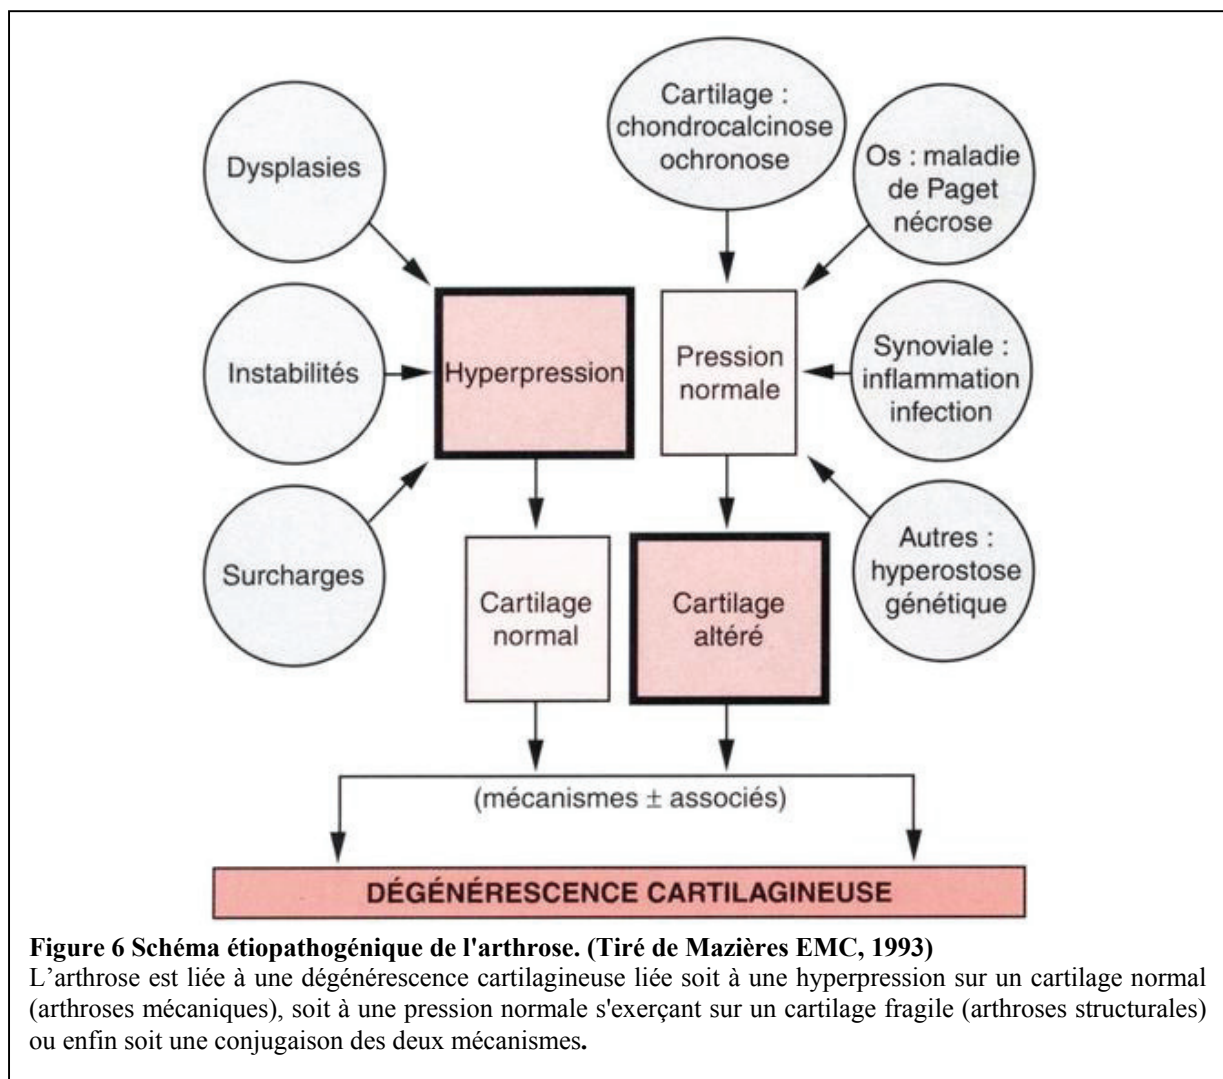 Dysplasies
Cartilage :
chondrocalcinose
ochronose
Os : maladie
de Paget
nécrose
Instabilités
Hyperpression
Pression
normale
Synoviale :
inflammation
infection
Surcharges
Cartilage
normal
Cartilage
altéré
Autres :
hyperostose
génétique
(mécanismes ± associés)
DÉGÉNÉRESCENCE CARTILAGINEUSE
Figure 6 Schéma étiopathogénique de l'arthrose. (Tiré de Mazières EMC, 1993)
L'arthrose est liée à une dégénérescence cartilagineuse liée soit à une hyperpression sur un cartilage normal
(arthroses mécaniques), soit à une pression normale s'exerçant sur un cartilage fragile (arthroses structurales)
ou enfin soit une conjugaison des deux mécanismes.